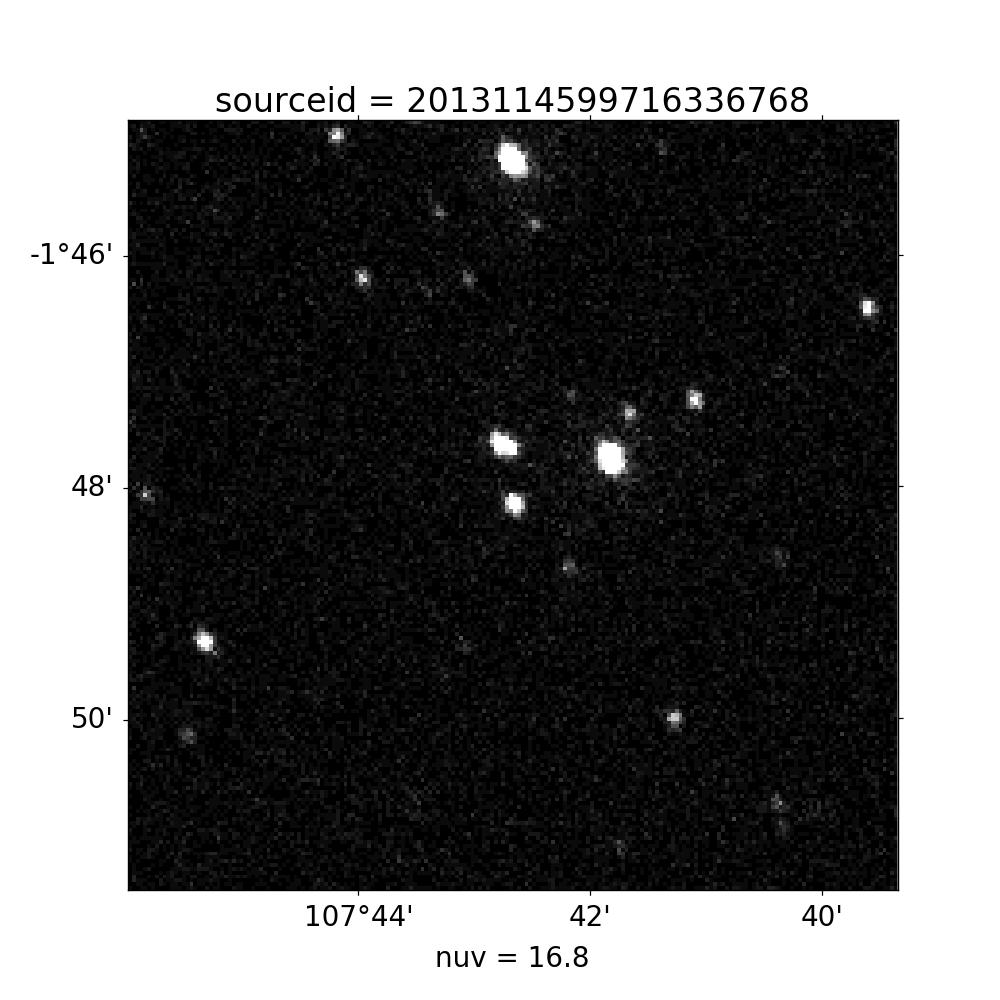 sourceid = 2013114599716336768
-1°46'
48'
50'
107°44' 42' 40'
nuv = 16.8